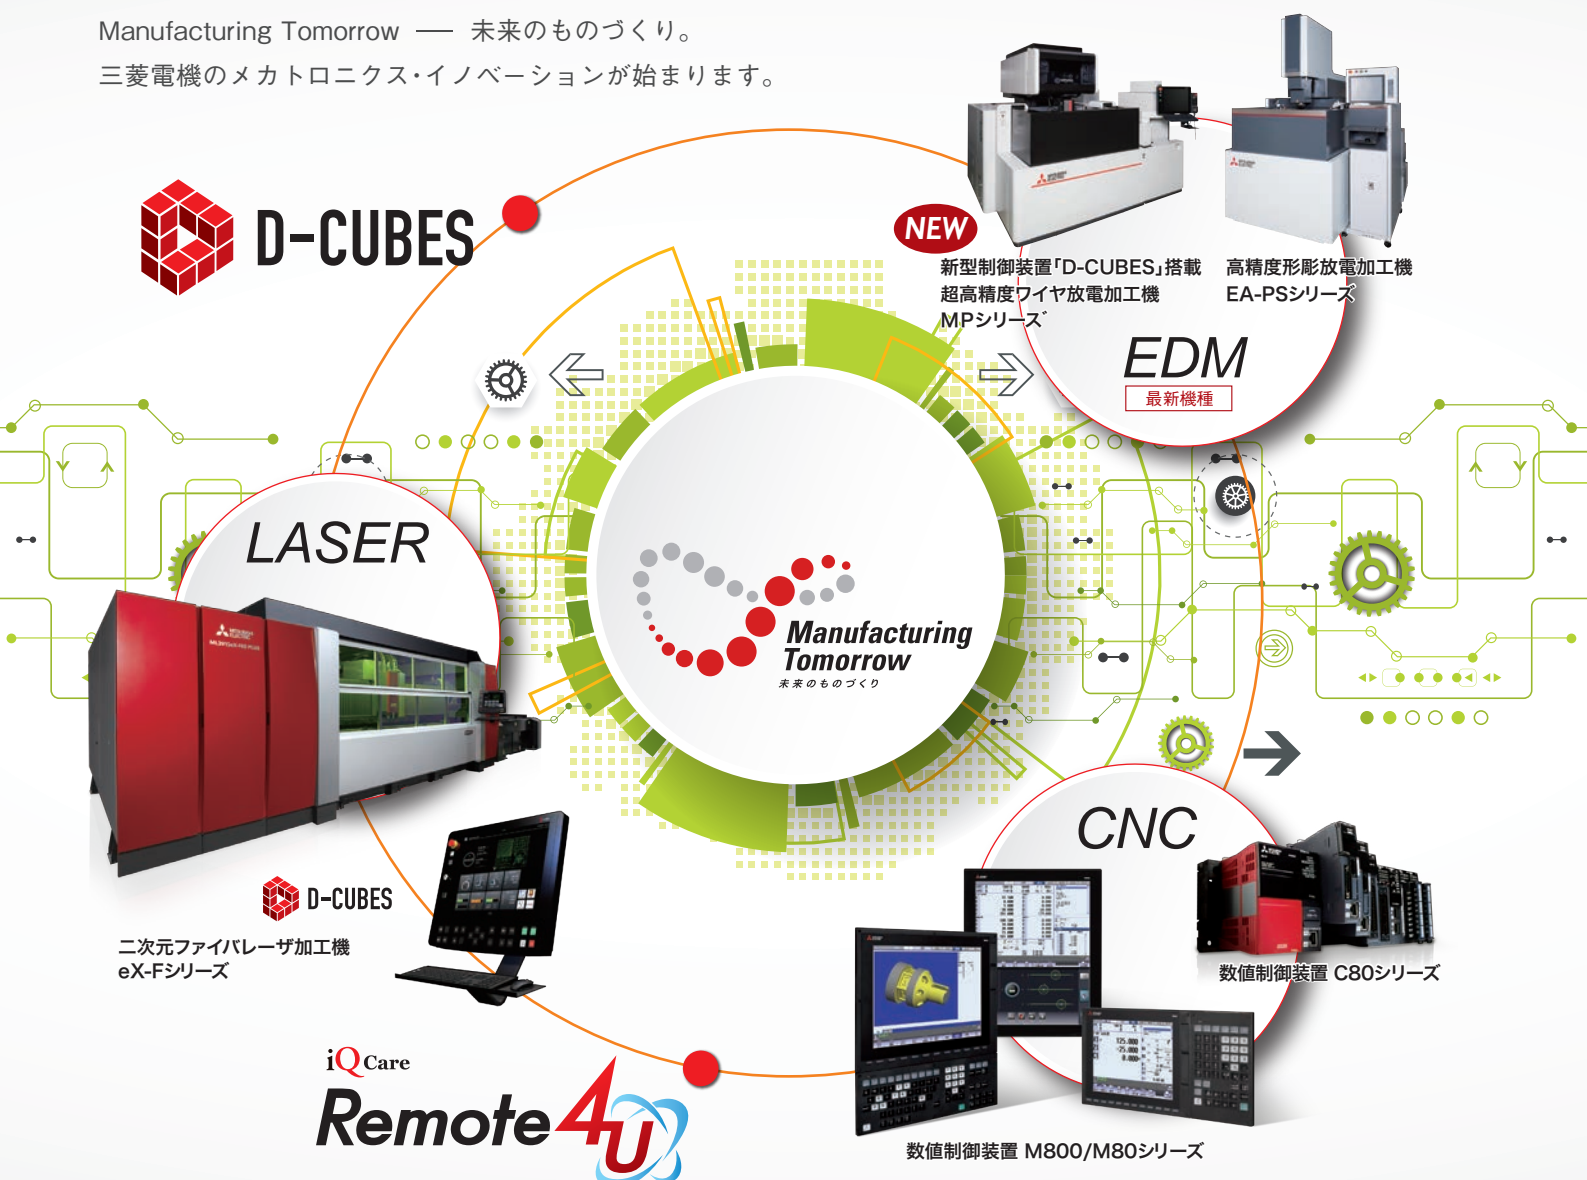 Manufacturing Tomorrow ── 未来のものづくり。
三菱電機のメカトロニクス･イノベーションが始まります。
D-CUBES
NEW
新型制御装置｢D-CUBES｣搭載
超高精度ワイヤ放電加工機
MPシリーズ
高精度形彫放電加工機
EA-PSシリーズ
EDM
最新機種
LASER
MITSUBISHI
ELECTRIC
Manufacturing
Tomorrow
未来のものづくり
CNC
D-CUBES
二次元ファイバレーザ加工機
eX-Fシリーズ
数値制御装置 C80シリーズ
iQ Care
Remote4U
数値制御装置 M800/M80シリーズ